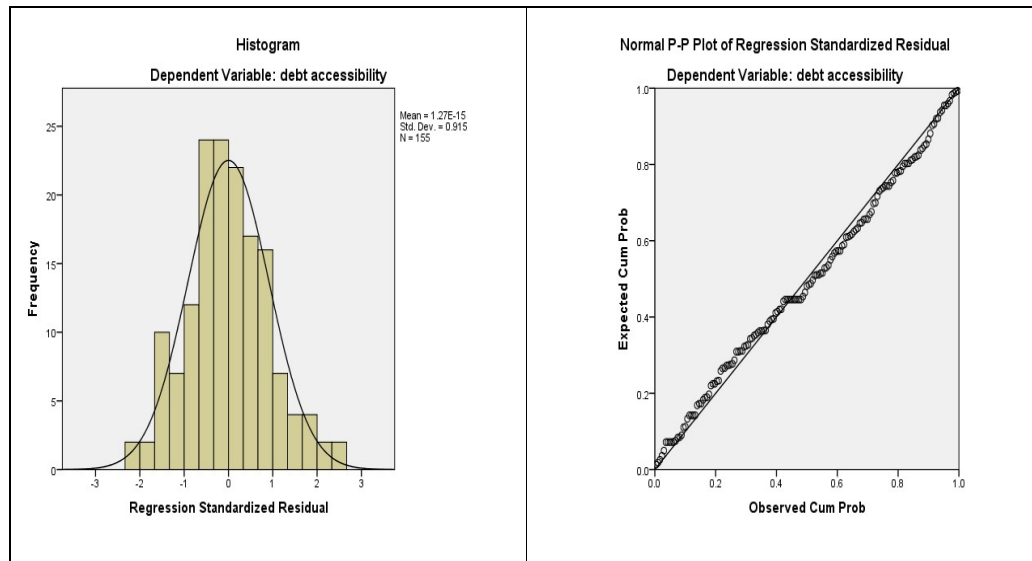 Histogram
Dependent Variable: debt accessibility
Mean = 1.27E-15
Std. Dev. = 0.915
N = 155
25
20
15
10
5
0
Frequency
-3 -2 -1 0 1 2 3
Regression Standardized Residual
Normal P-P Plot of Regression Standardized Residual
Dependent Variable: debt accessibility
1.0
0.8
0.6
0.4
0.2
0.0
Expected Cum Prob
0.0 0.2 0.4 0.6 0.8 1.0
Observed Cum Prob